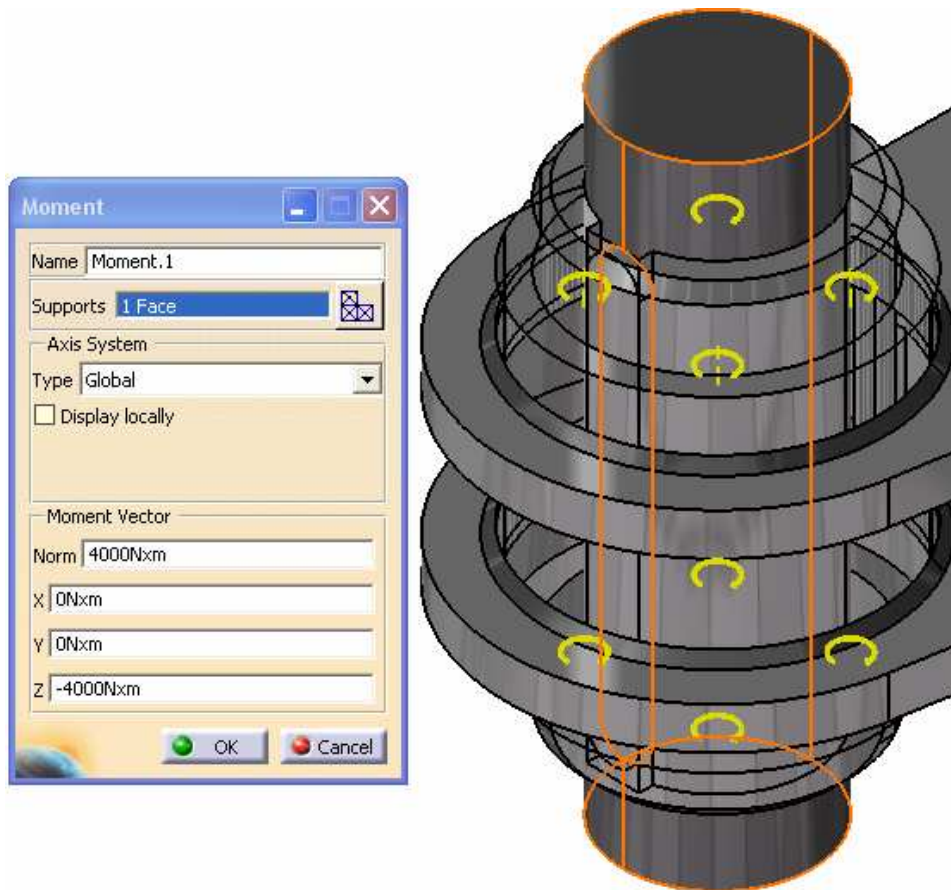 Moment
Name Moment.1
Supports 1 Face
Axis System
Type Global
Display locally
Moment Vector
Norm 4000Nxm
X 0Nxm
Y 0Nxm
Z -4000Nxm
OK Cancel